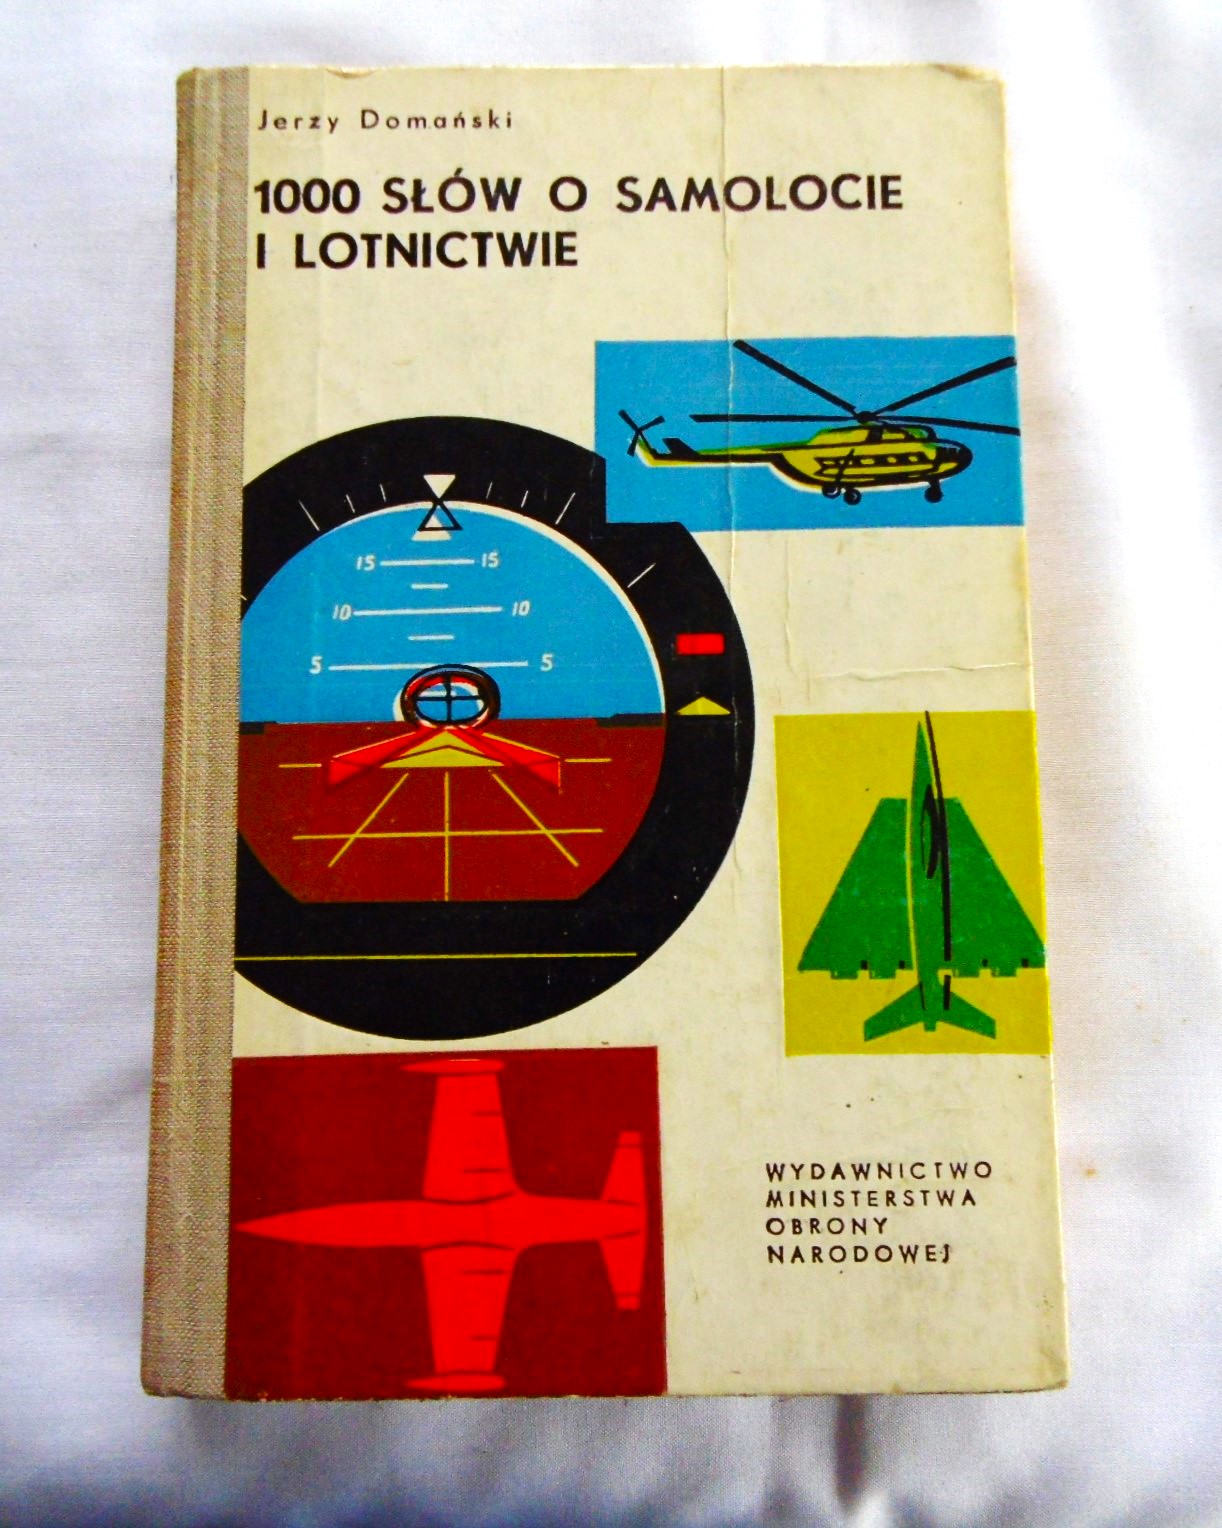 Jerzy Domański
1000 SŁÓW O SAMOLOCIE
I LOTNICTWIE
15 15
10 10
5 5
WYDAWNICTWO
MINISTERSTWA
OBRONY
NARODOWEJ